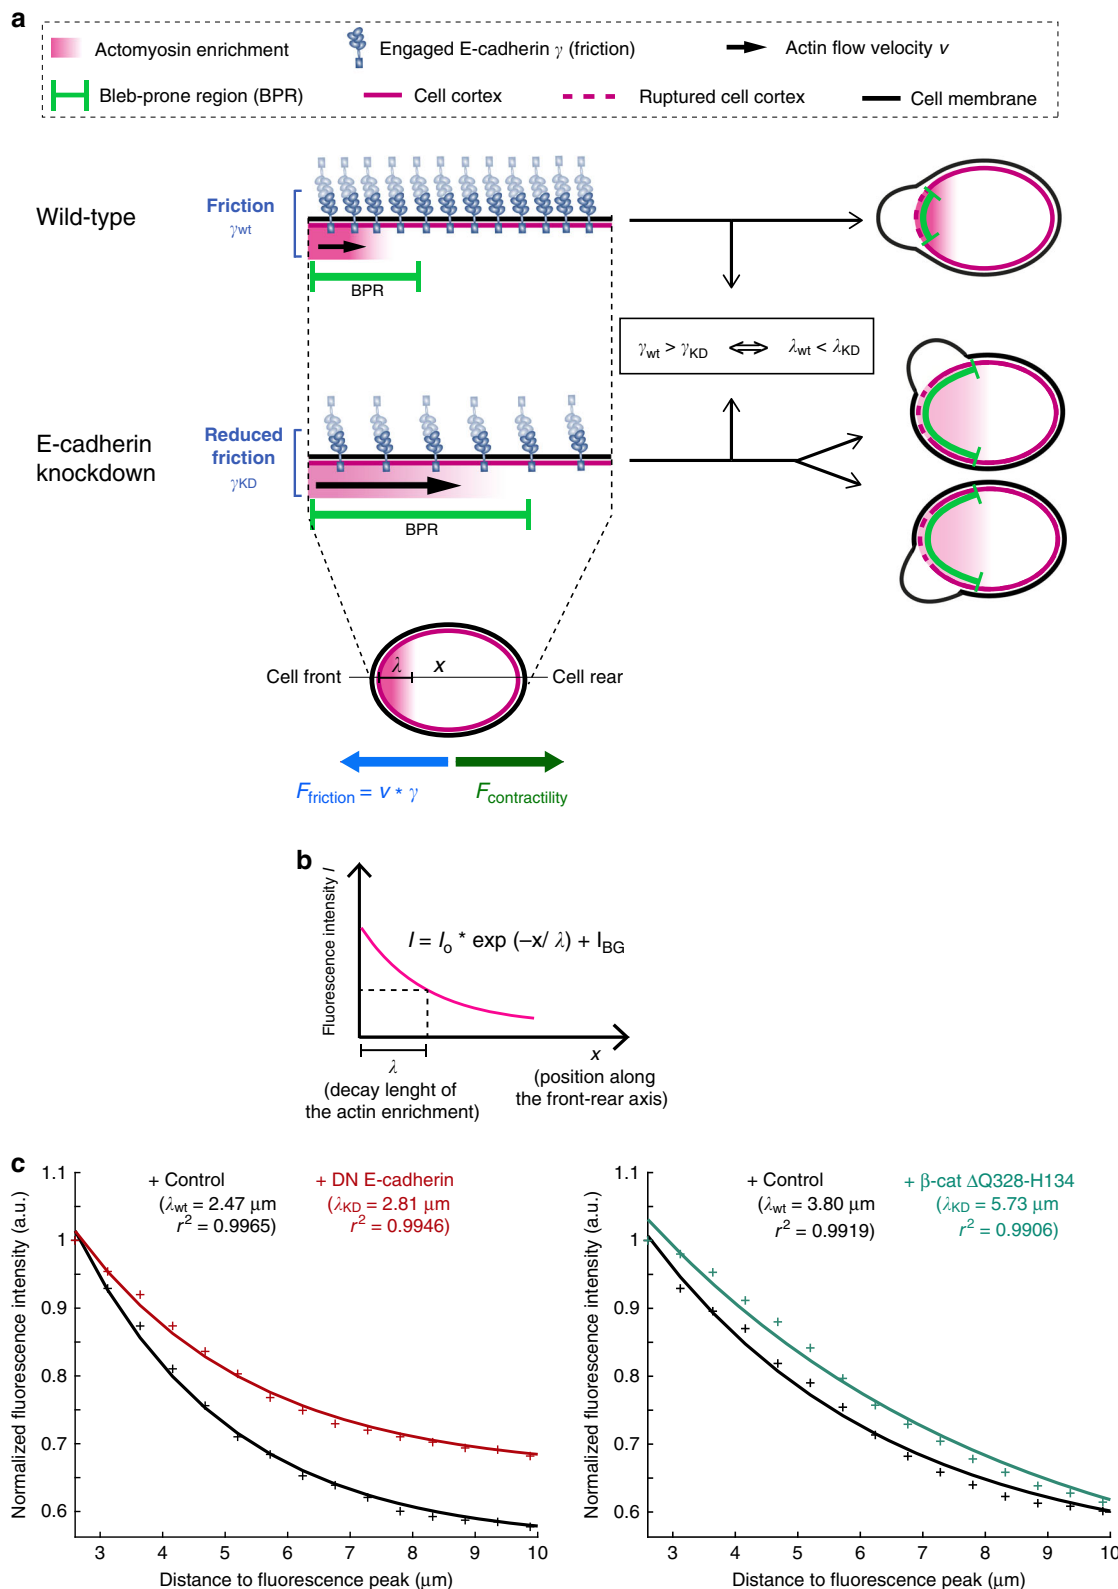 a
Actomyosin enrichment
Engaged E-cadherin γ (friction)
Actin flow velocity v
Bleb-prone region (BPR)
Cell cortex
Ruptured cell cortex
Cell membrane
Wild-type
Friction
γwt
BPR
γwt > γKD ⇔ λwt < λKD
E-cadherin
knockdown
Reduced
friction
γKD
BPR
Cell front
λ
x
Cell rear
Ffriction = v * γ
Fcontractility
b
Fluorescence intensity I
I = Io * exp (–x/ λ) + IBG
λ
(decay lenght of
the actin enrichment)
x
(position along
the front-rear axis)
c
Normalized fluorescence intensity (a.u.)
1.1
1
0.9
0.8
0.7
0.6
+ Control
(λwt = 2.47 μm
r² = 0.9965)
+ DN E-cadherin
(λKD = 2.81 μm
r² = 0.9946)
3 4 5 6 7 8 9 10
Distance to fluorescence peak (μm)
Normalized fluorescence intensity (a.u.)
1.1
1
0.9
0.8
0.7
0.6
+ Control
(λwt = 3.80 μm
r² = 0.9919)
+ β-cat ΔQ328-H134
(λKD = 5.73 μm
r² = 0.9906)
3 4 5 6 7 8 9 10
Distance to fluorescence peak (μm)